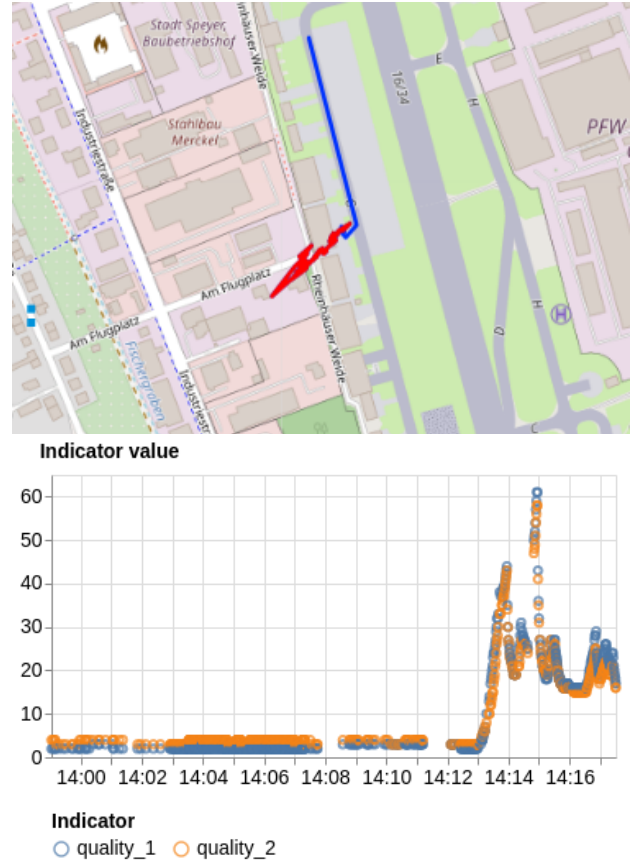 Stadt Speyer,
Baubetriebshof
inhäuser-Weide
Industriestraße
Stahlbau
Merckel
16/34
E
H
PFW
Am Flugplatz
Rheinhäuser-Weide
Am Flugplatz
Fischergraben
Industriestr
D
H
H
C
Indicator value
60
50
40
30
20
10
0
14:00 14:02 14:04 14:06 14:08 14:10 14:12 14:14 14:16
Indicator
quality_1 quality_2